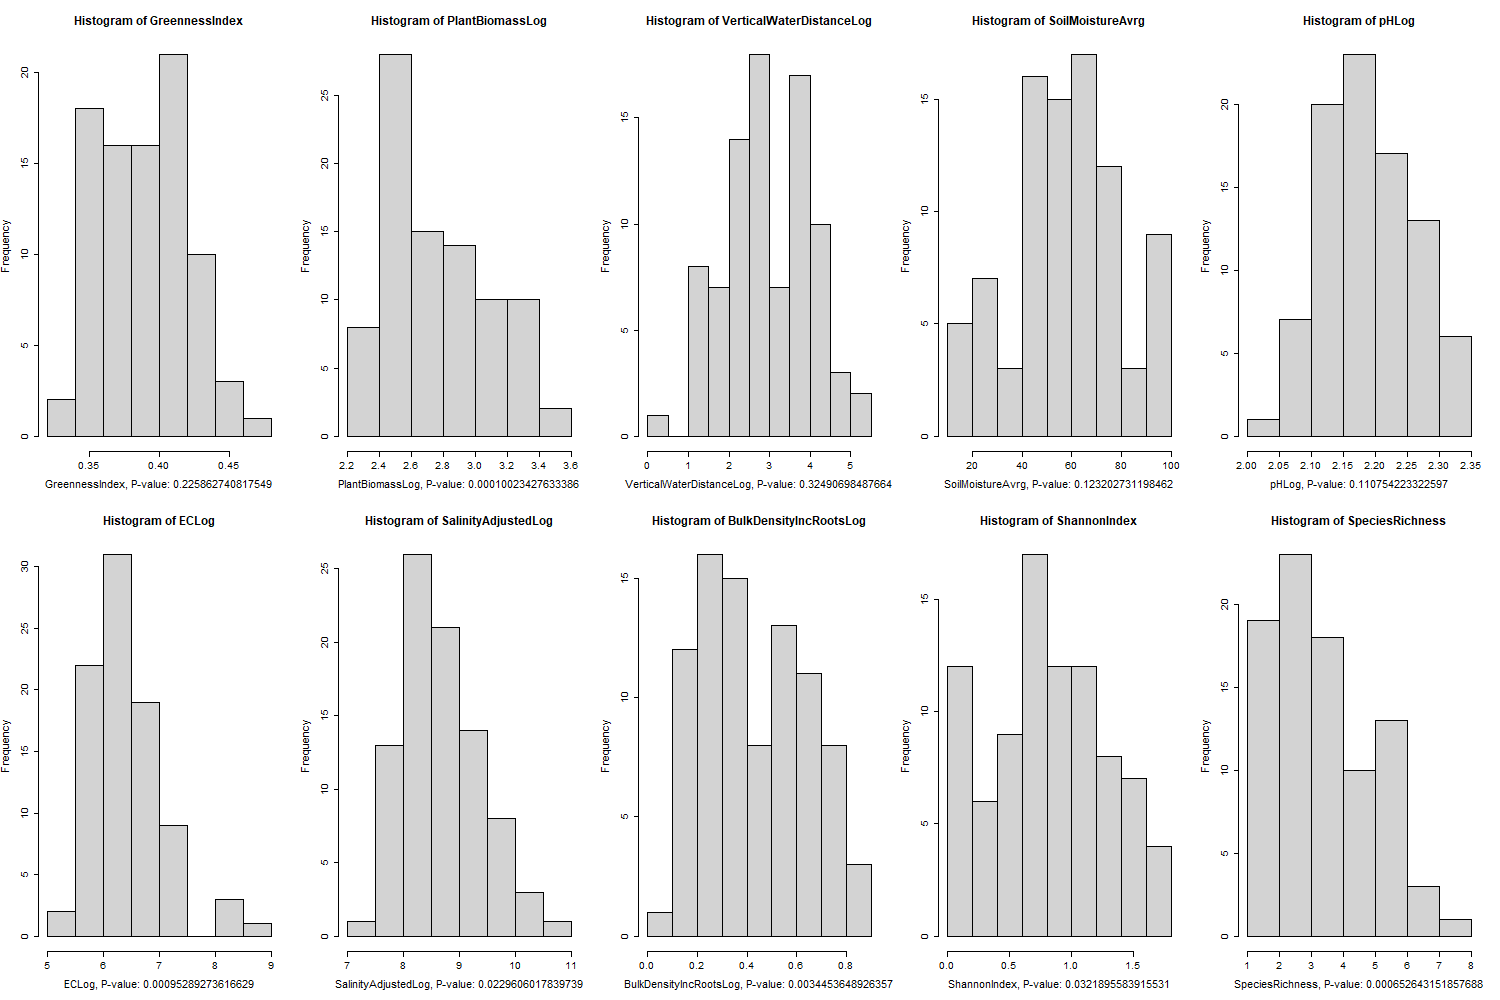 Histogram of GreennessIndex
Frequency
0
5
10
15
20
0.35 0.40 0.45
GreennessIndex, P-value: 0.225862740817549
Histogram of PlantBiomassLog
Frequency
0
5
10
15
20
25
2.2 2.4 2.6 2.8 3.0 3.2 3.4 3.6
PlantBiomassLog, P-value: 0.00010023427633386
Histogram of VerticalWaterDistanceLog
Frequency
0
5
10
15
0 1 2 3 4 5
VerticalWaterDistanceLog, P-value: 0.32490698487664
Histogram of SoilMoistureAvrg
Frequency
0
5
10
15
20 40 60 80 100
SoilMoistureAvrg, P-value: 0.123202731198462
Histogram of pHLog
Frequency
0
5
10
15
20
2.00 2.05 2.10 2.15 2.20 2.25 2.30 2.35
pHLog, P-value: 0.110754223322597
Histogram of ECLog
Frequency
0
5
10
15
20
25
30
5 6 7 8 9
ECLog, P-value: 0.00095289273616629
Histogram of SalinityAdjustedLog
Frequency
0
5
10
15
20
25
7 8 9 10 11
SalinityAdjustedLog, P-value: 0.0229606017839739
Histogram of BulkDensityIncRootsLog
Frequency
0
5
10
15
0.0 0.2 0.4 0.6 0.8
BulkDensityIncRootsLog, P-value: 0.0034453648926357
Histogram of ShannonIndex
Frequency
0
5
10
15
0.0 0.5 1.0 1.5
ShannonIndex, P-value: 0.0321895583915531
Histogram of SpeciesRichness
Frequency
0
5
10
15
20
1 2 3 4 5 6 7 8
SpeciesRichness, P-value: 0.000652643151857688